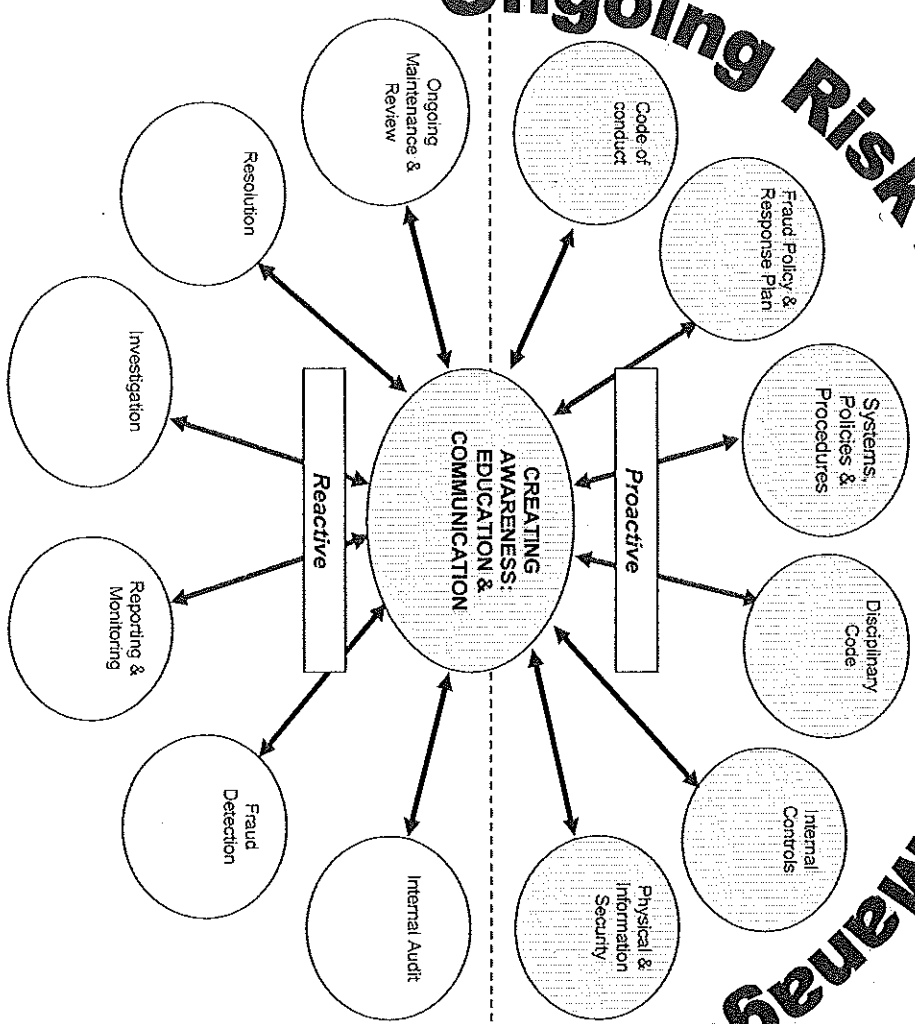 Ongoing Risk
Manag
Code of
conduct
Fraud Policy &
Response Plan
Systems,
Policies &
Procedures
Disciplinary
Code
Internal
Controls
Physical &
Information
Security
Proactive
CREATING
AWARENESS:
EDUCATION &
COMMUNICATION
Reactive
Ongoing
Maintenance &
Review
Resolution
Investigation
Reporting &
Monitoring
Fraud
Detection
Internal Audit